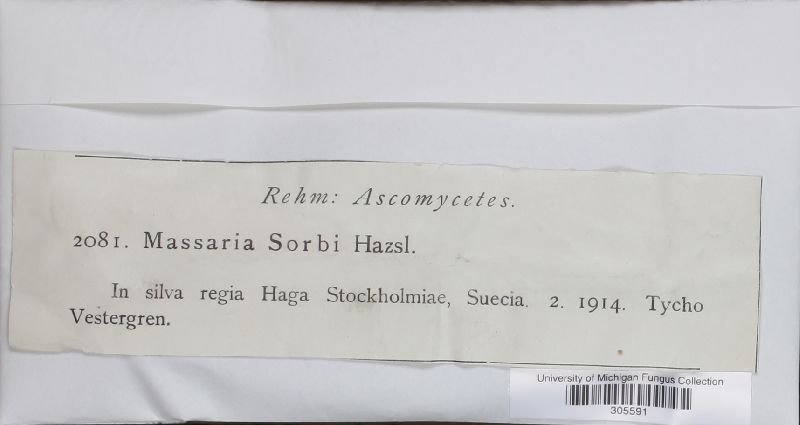 Rehm: Ascomycetes.
2081. Massaria Sorbi Hazsl.
In silva regia Haga Stockholmiae, Suecia. 2. 1914. Tycho
Vestergren.
University of Michigan Fungus Collection
305591